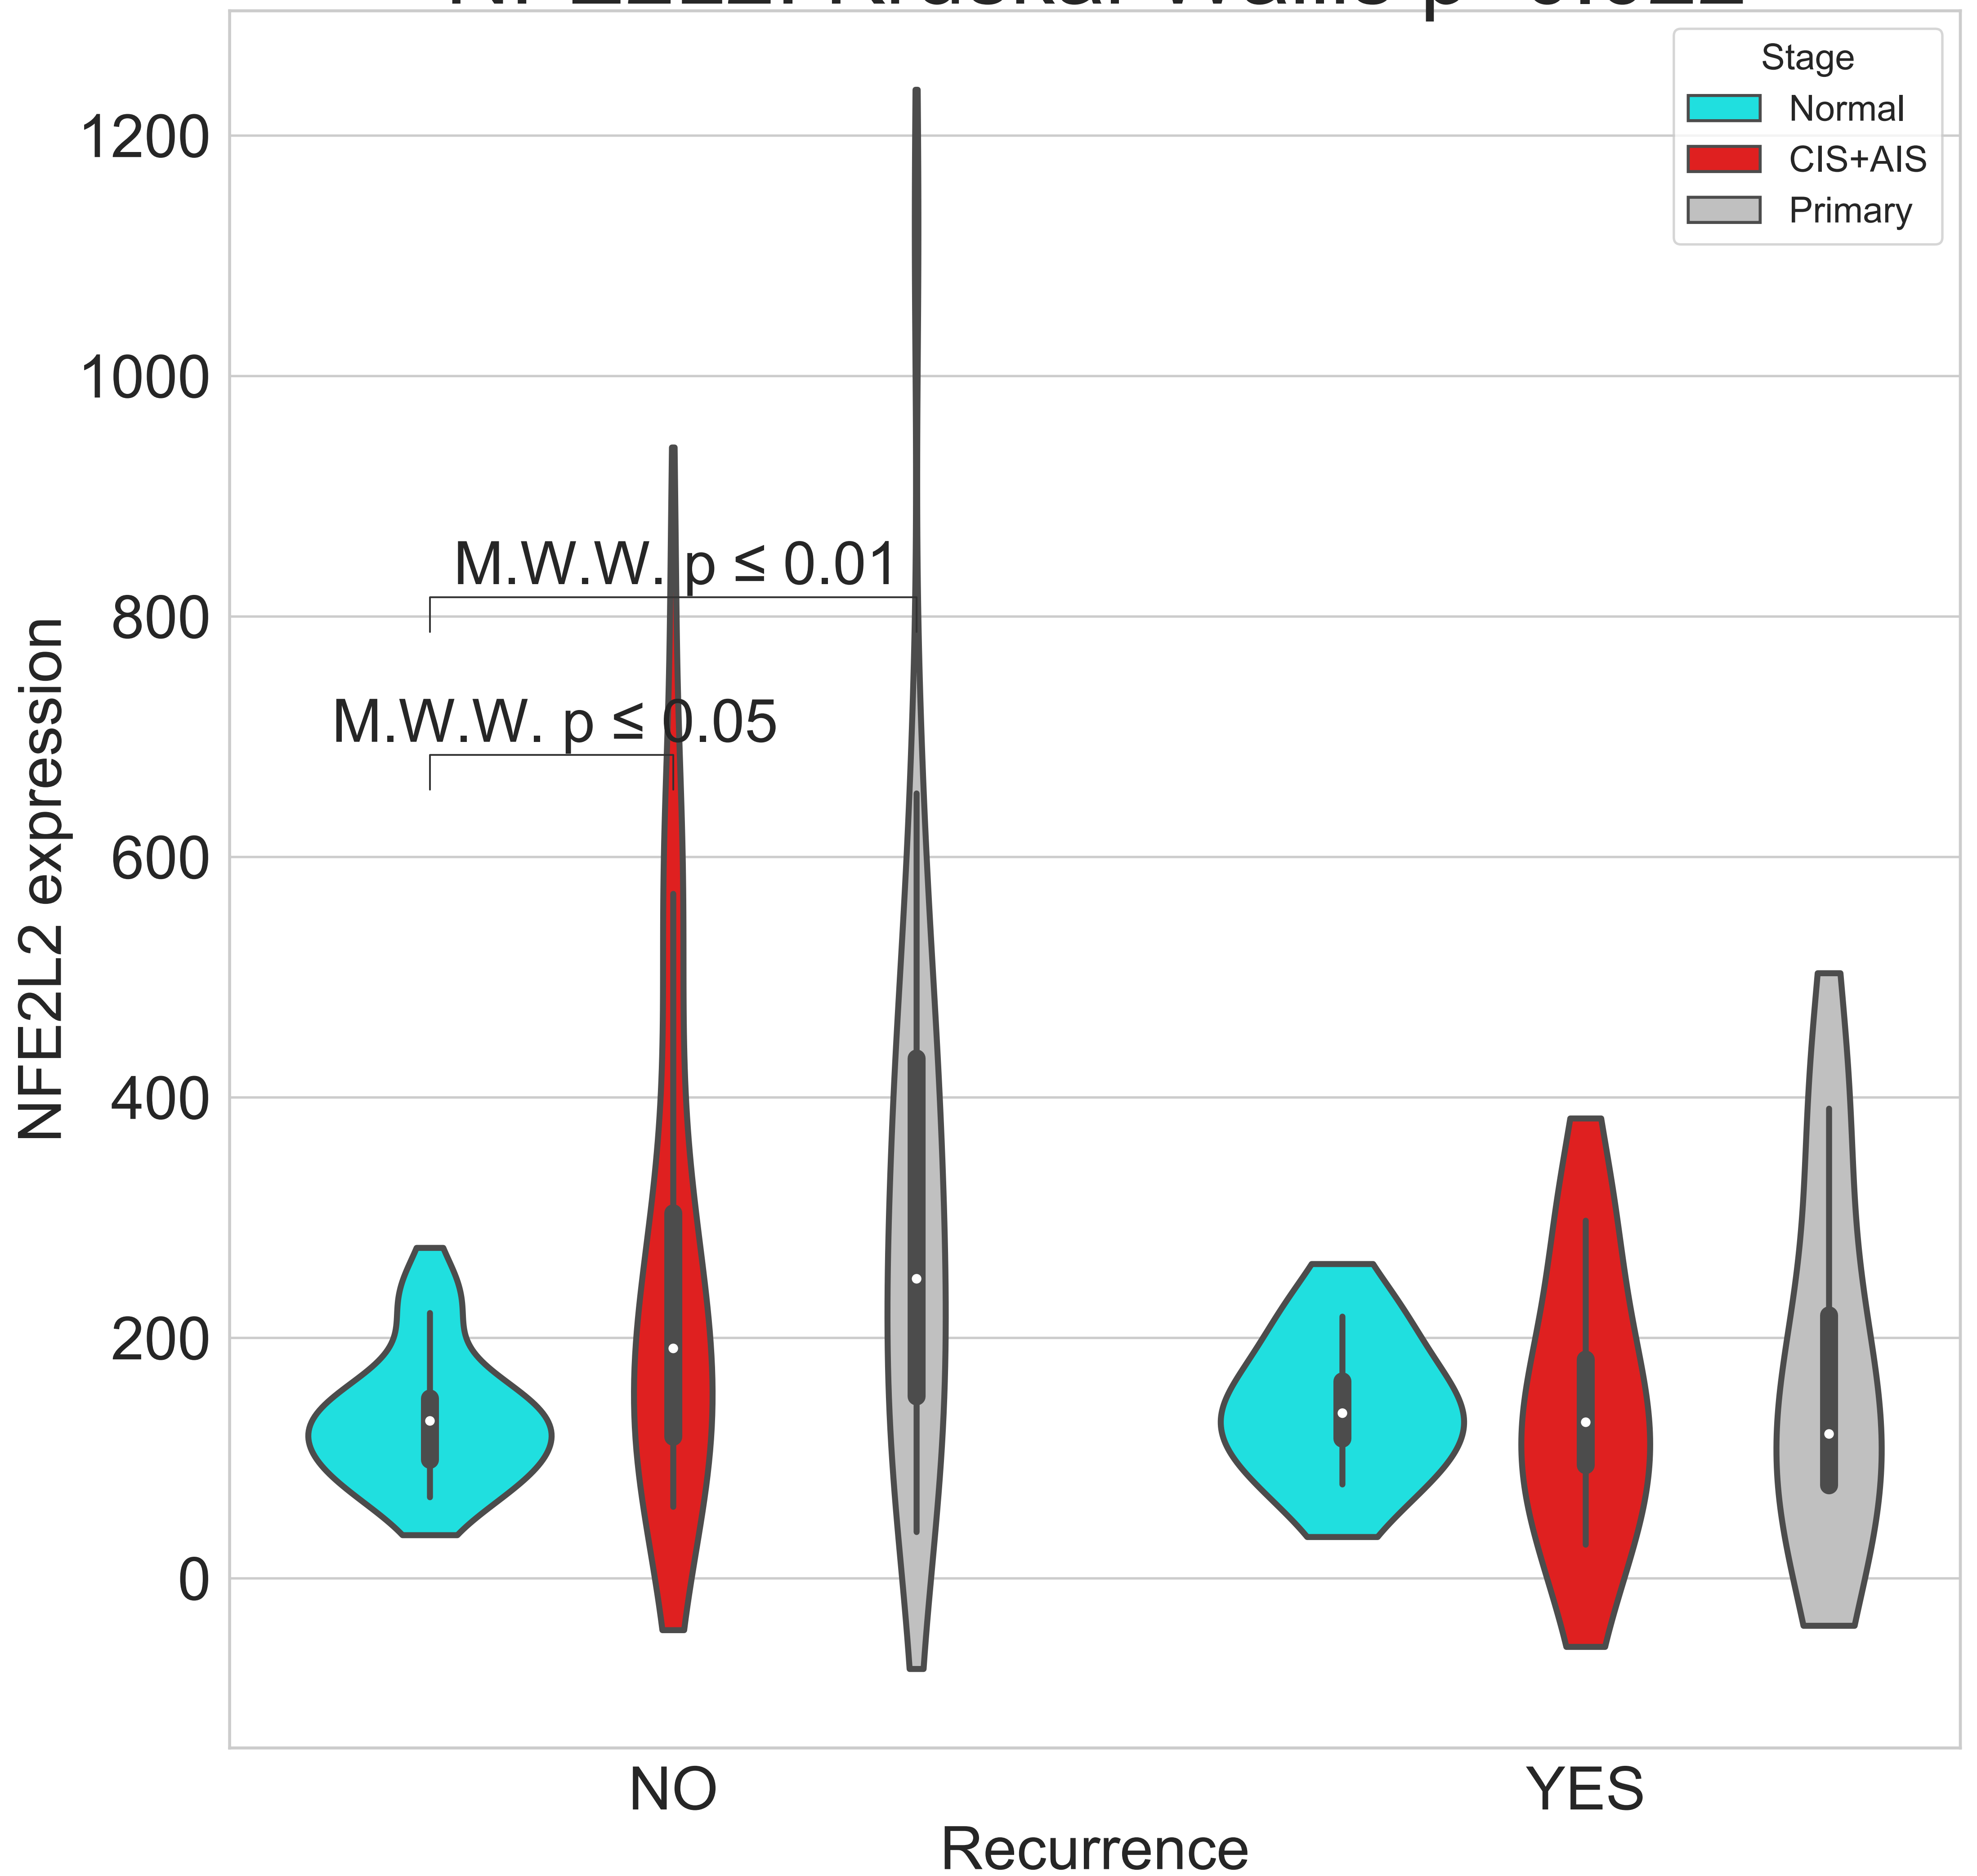 Stage
Normal
CIS+AIS
Primary
1200
1000
800
600
400
200
0
M.W.W. p ≤ 0.01
M.W.W. p ≤ 0.05
NFE2L2 expression
NO
YES
Recurrence